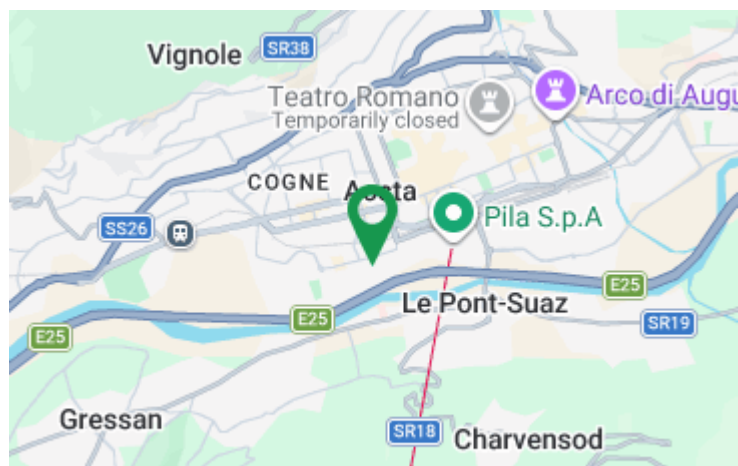 Vignole
SR38
Teatro Romano
Temporarily closed
Arco di Augu
COGNE
Aosta
SS26
Pila S.p.A
E25
Le Pont-Suaz
E25
E25
SR19
Gressan
SR18
Charvensod